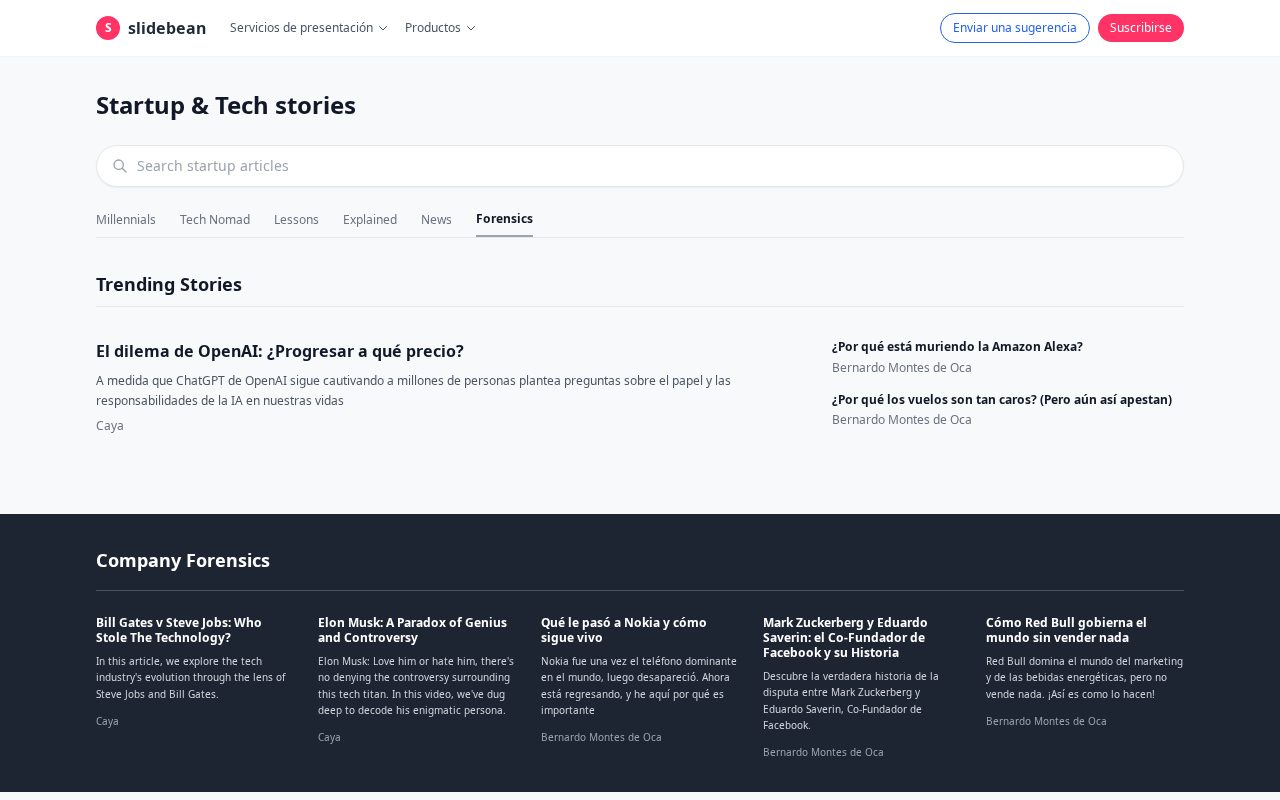 S slidebean
Servicios de presentación
Productos
Enviar una sugerencia
Suscribirse
Startup & Tech stories
Search startup articles
Millennials
Tech Nomad
Lessons
Explained
News
Forensics
Trending Stories
El dilema de OpenAI: ¿Progresar a qué precio?
A medida que ChatGPT de OpenAI sigue cautivando a millones de personas plantea preguntas sobre el papel y las
responsabilidades de la IA en nuestras vidas
Caya
¿Por qué está muriendo la Amazon Alexa?
Bernardo Montes de Oca
¿Por qué los vuelos son tan caros? (Pero aún así apestan)
Bernardo Montes de Oca
Company Forensics
Bill Gates v Steve Jobs: Who
Stole The Technology?
In this article, we explore the tech
industry's evolution through the lens of
Steve Jobs and Bill Gates.
Caya
Elon Musk: A Paradox of Genius
and Controversy
Elon Musk: Love him or hate him, there's
no denying the controversy surrounding
this tech titan. In this video, we've dug
deep to decode his enigmatic persona.
Caya
Qué le pasó a Nokia y cómo
sigue vivo
Nokia fue una vez el teléfono dominante
en el mundo, luego desapareció. Ahora
está regresando, y he aquí por qué es
importante
Bernardo Montes de Oca
Mark Zuckerberg y Eduardo
Saverin: el Co-Fundador de
Facebook y su Historia
Descubre la verdadera historia de la
disputa entre Mark Zuckerberg y
Eduardo Saverin, Co-Fundador de
Facebook.
Bernardo Montes de Oca
Cómo Red Bull gobierna el
mundo sin vender nada
Red Bull domina el mundo del marketing
y de las bebidas energéticas, pero no
vende nada. ¡Así es como lo hacen!
Bernardo Montes de Oca